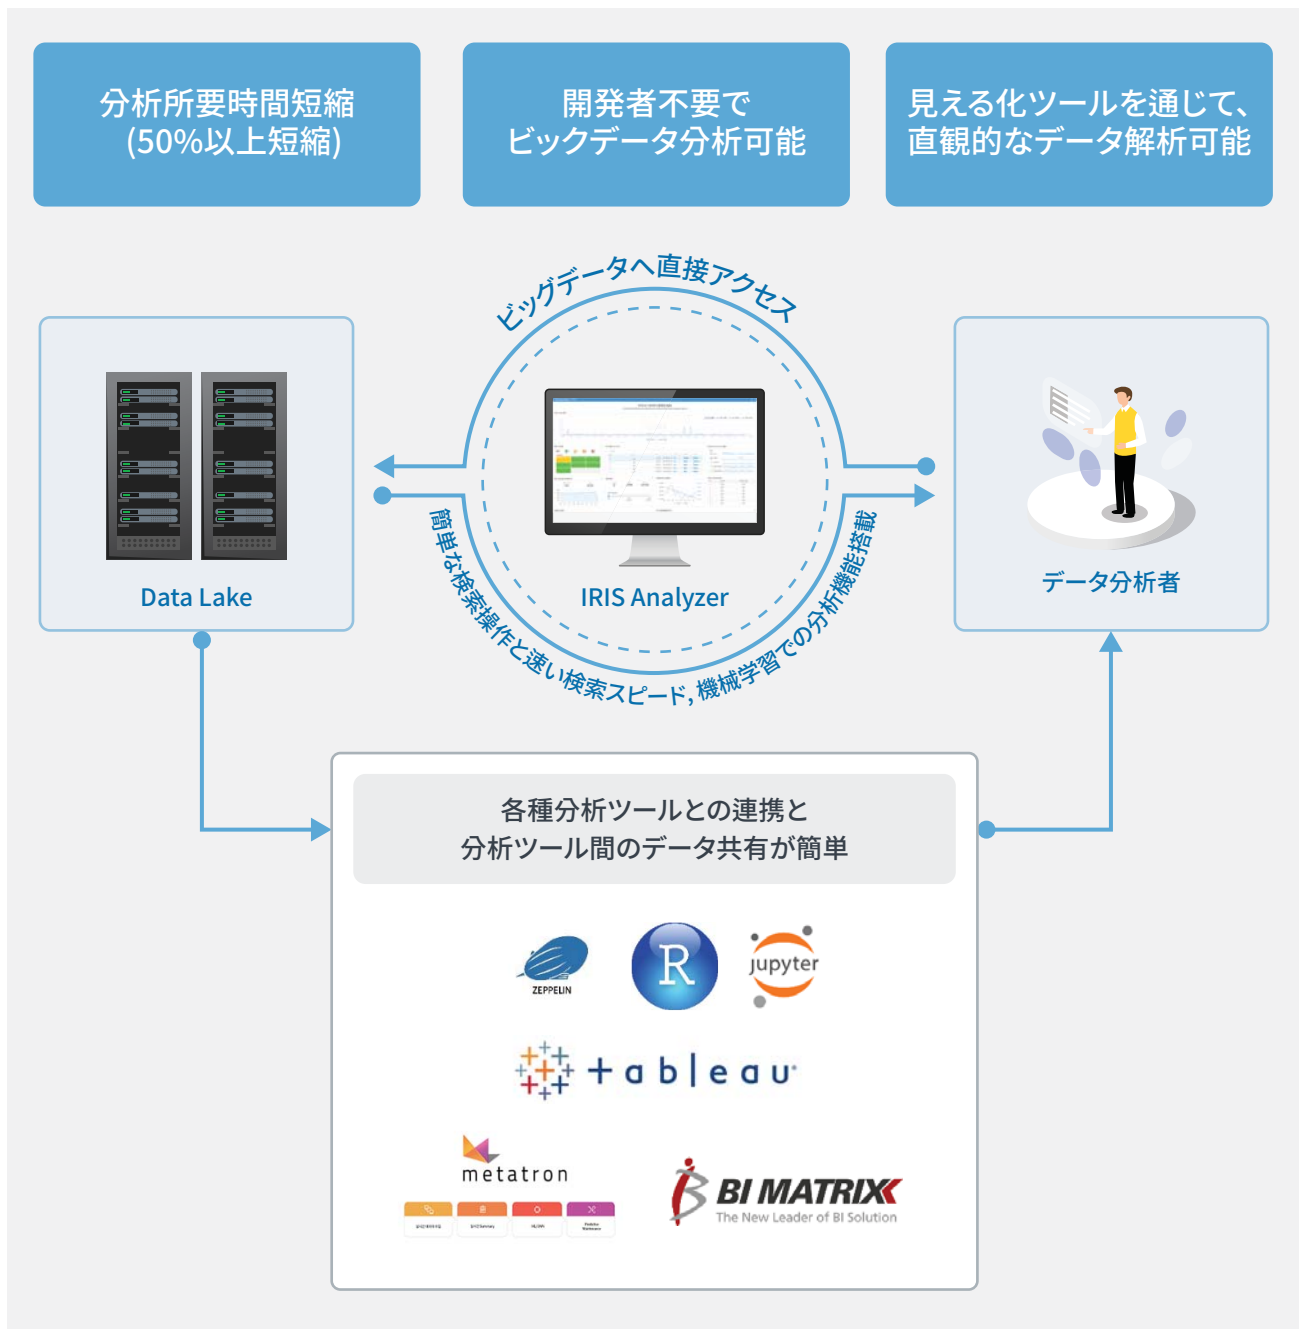 分析所要時間短縮
(50%以上短縮)
開発者不要で
ビックデータ分析可能
見える化ツールを通じて、
直観的なデータ解析可能
ビッグデータへ直接アクセス
Data Lake
IRIS Analyzer
データ分析者
簡単な検索操作と速い検索スピード, 機械学習での分析機能搭載
各種分析ツールとの連携と
分析ツール間のデータ共有が簡単
ZEPPELIN
R
jupyter
+ableau
metatron
BI MATRIX
The New Leader of BI Solution